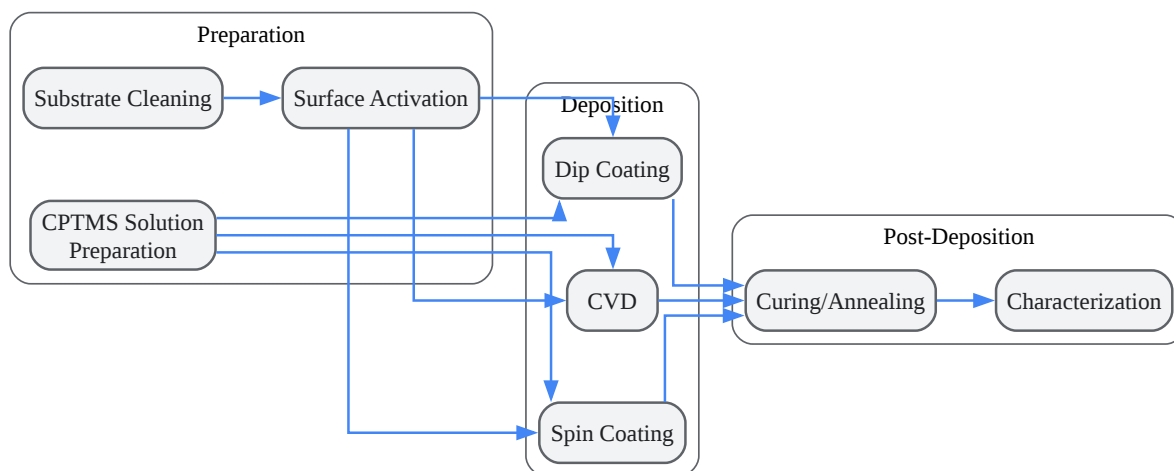 Preparation
Substrate Cleaning
Surface Activation
CPTMS Solution
Preparation
Deposition
Dip Coating
CVD
Spin Coating
Post-Deposition
Curing/Annealing
Characterization